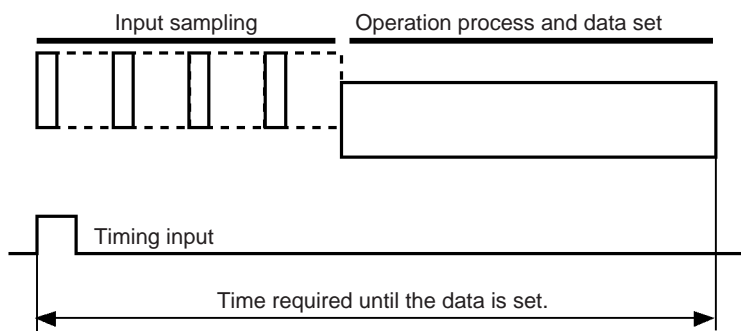 Input sampling
Operation process and data set
Timing input
Time required until the data is set.